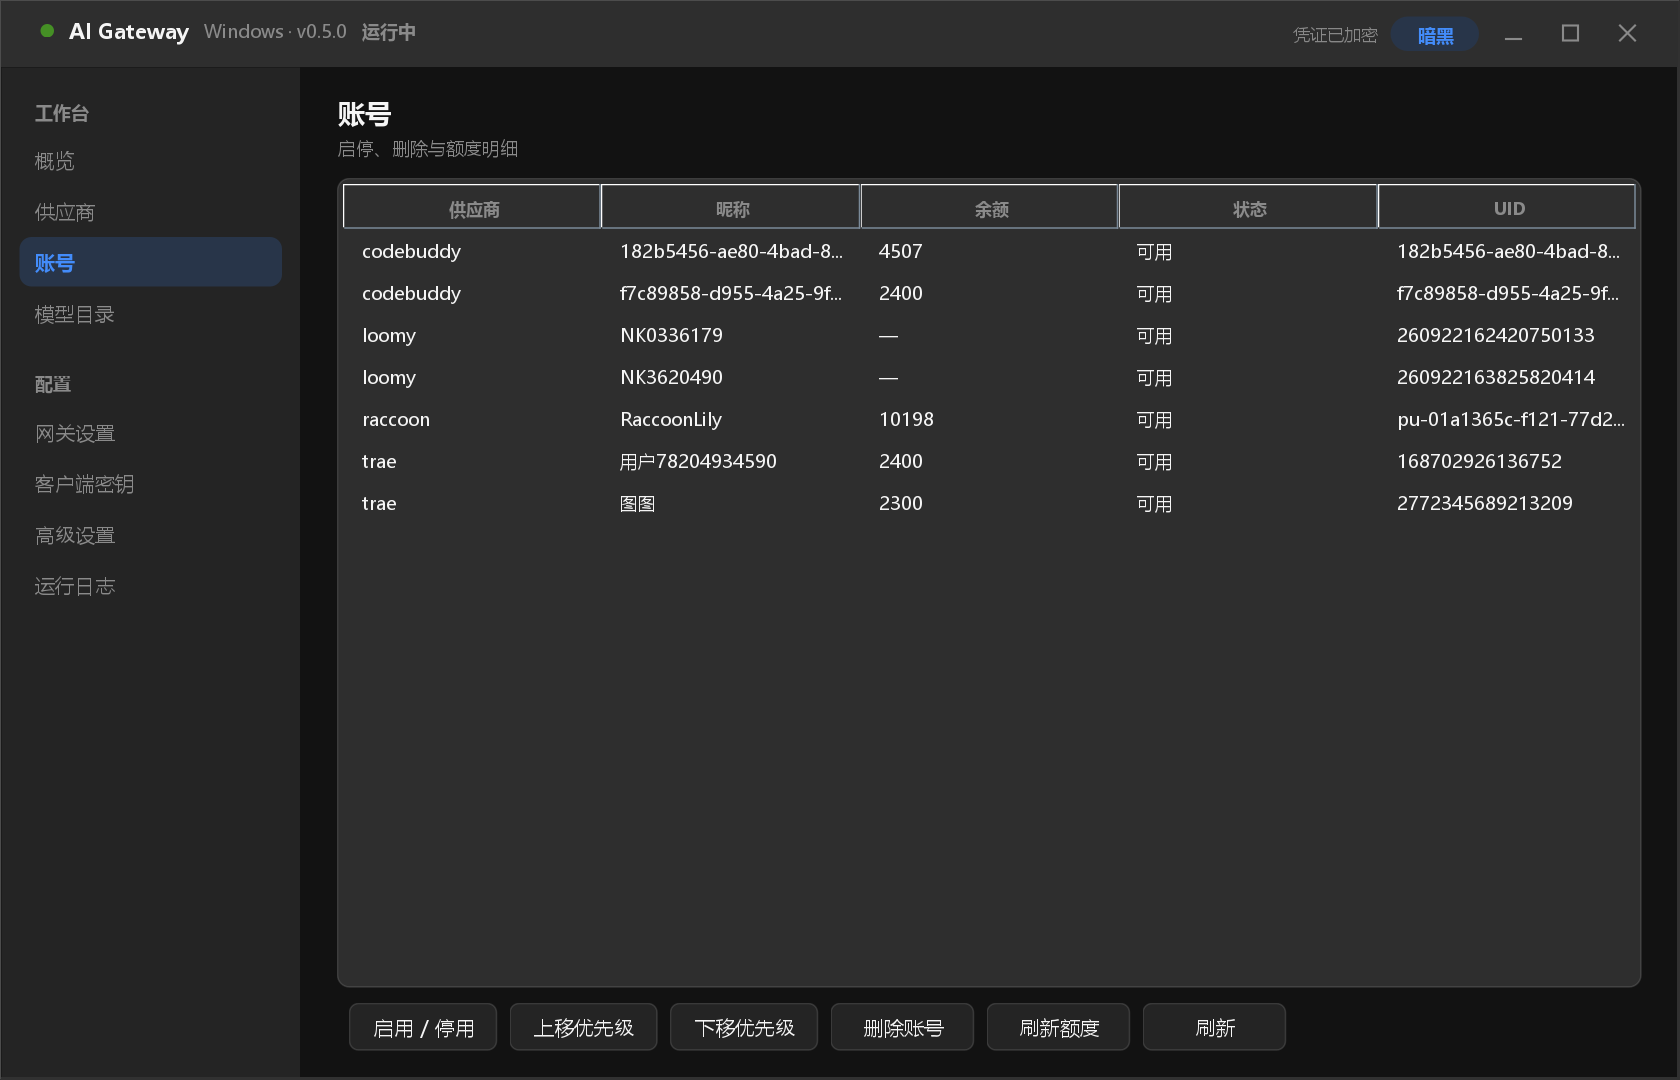 AI Gateway Windows · v0.5.0 运行中 凭证已加密 暗黑
工作台
概览
供应商
账号
模型目录
配置
网关设置
客户端密钥
高级设置
运行日志
账号
启停、删除与额度明细
供应商 昵称 余额 状态 UID
codebuddy 182b5456-ae80-4bad-8... 4507 可用 182b5456-ae80-4bad-8...
codebuddy f7c89858-d955-4a25-9f... 2400 可用 f7c89858-d955-4a25-9f...
loomy NK0336179 — 可用 260922162420750133
loomy NK3620490 — 可用 260922163825820414
raccoon RaccoonLily 10198 可用 pu-01a1365c-f121-77d2...
trae 用户78204934590 2400 可用 168702926136752
trae 图图 2300 可用 2772345689213209
启用 / 停用 上移优先级 下移优先级 删除账号 刷新额度 刷新